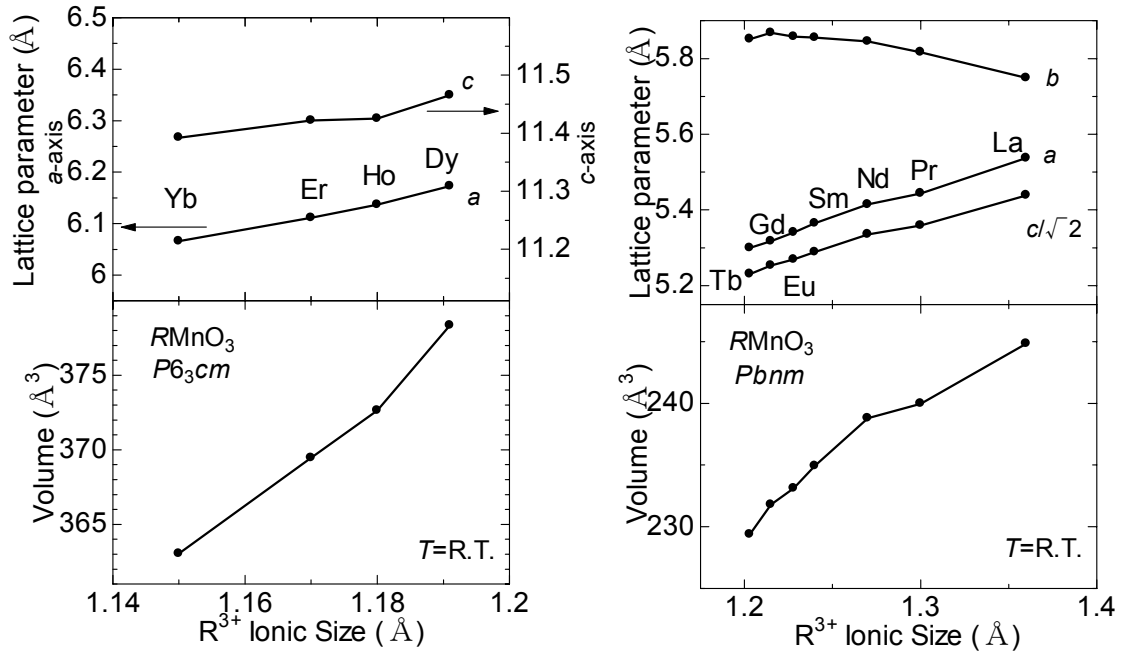 6.5
6.4
6.3
6.2
6.1
6
Lattice parameter (Å)
a-axis
11.5
11.4
11.3
11.2
c-axis
c
Yb
Er
Ho
Dy
a
375
370
365
Volume (Å³)
RMnO₃
P6₃cm
T=R.T.
1.14
1.16
1.18
1.2
R³⁺ Ionic Size (Å)
5.8
5.6
5.4
5.2
Lattice parameter (Å)
b
La
a
Pr
Nd
Sm
Gd
c/√2
Tb
Eu
240
230
Volume (Å³)
RMnO₃
Pbnm
T=R.T.
1.2
1.3
1.4
R³⁺ Ionic Size (Å)